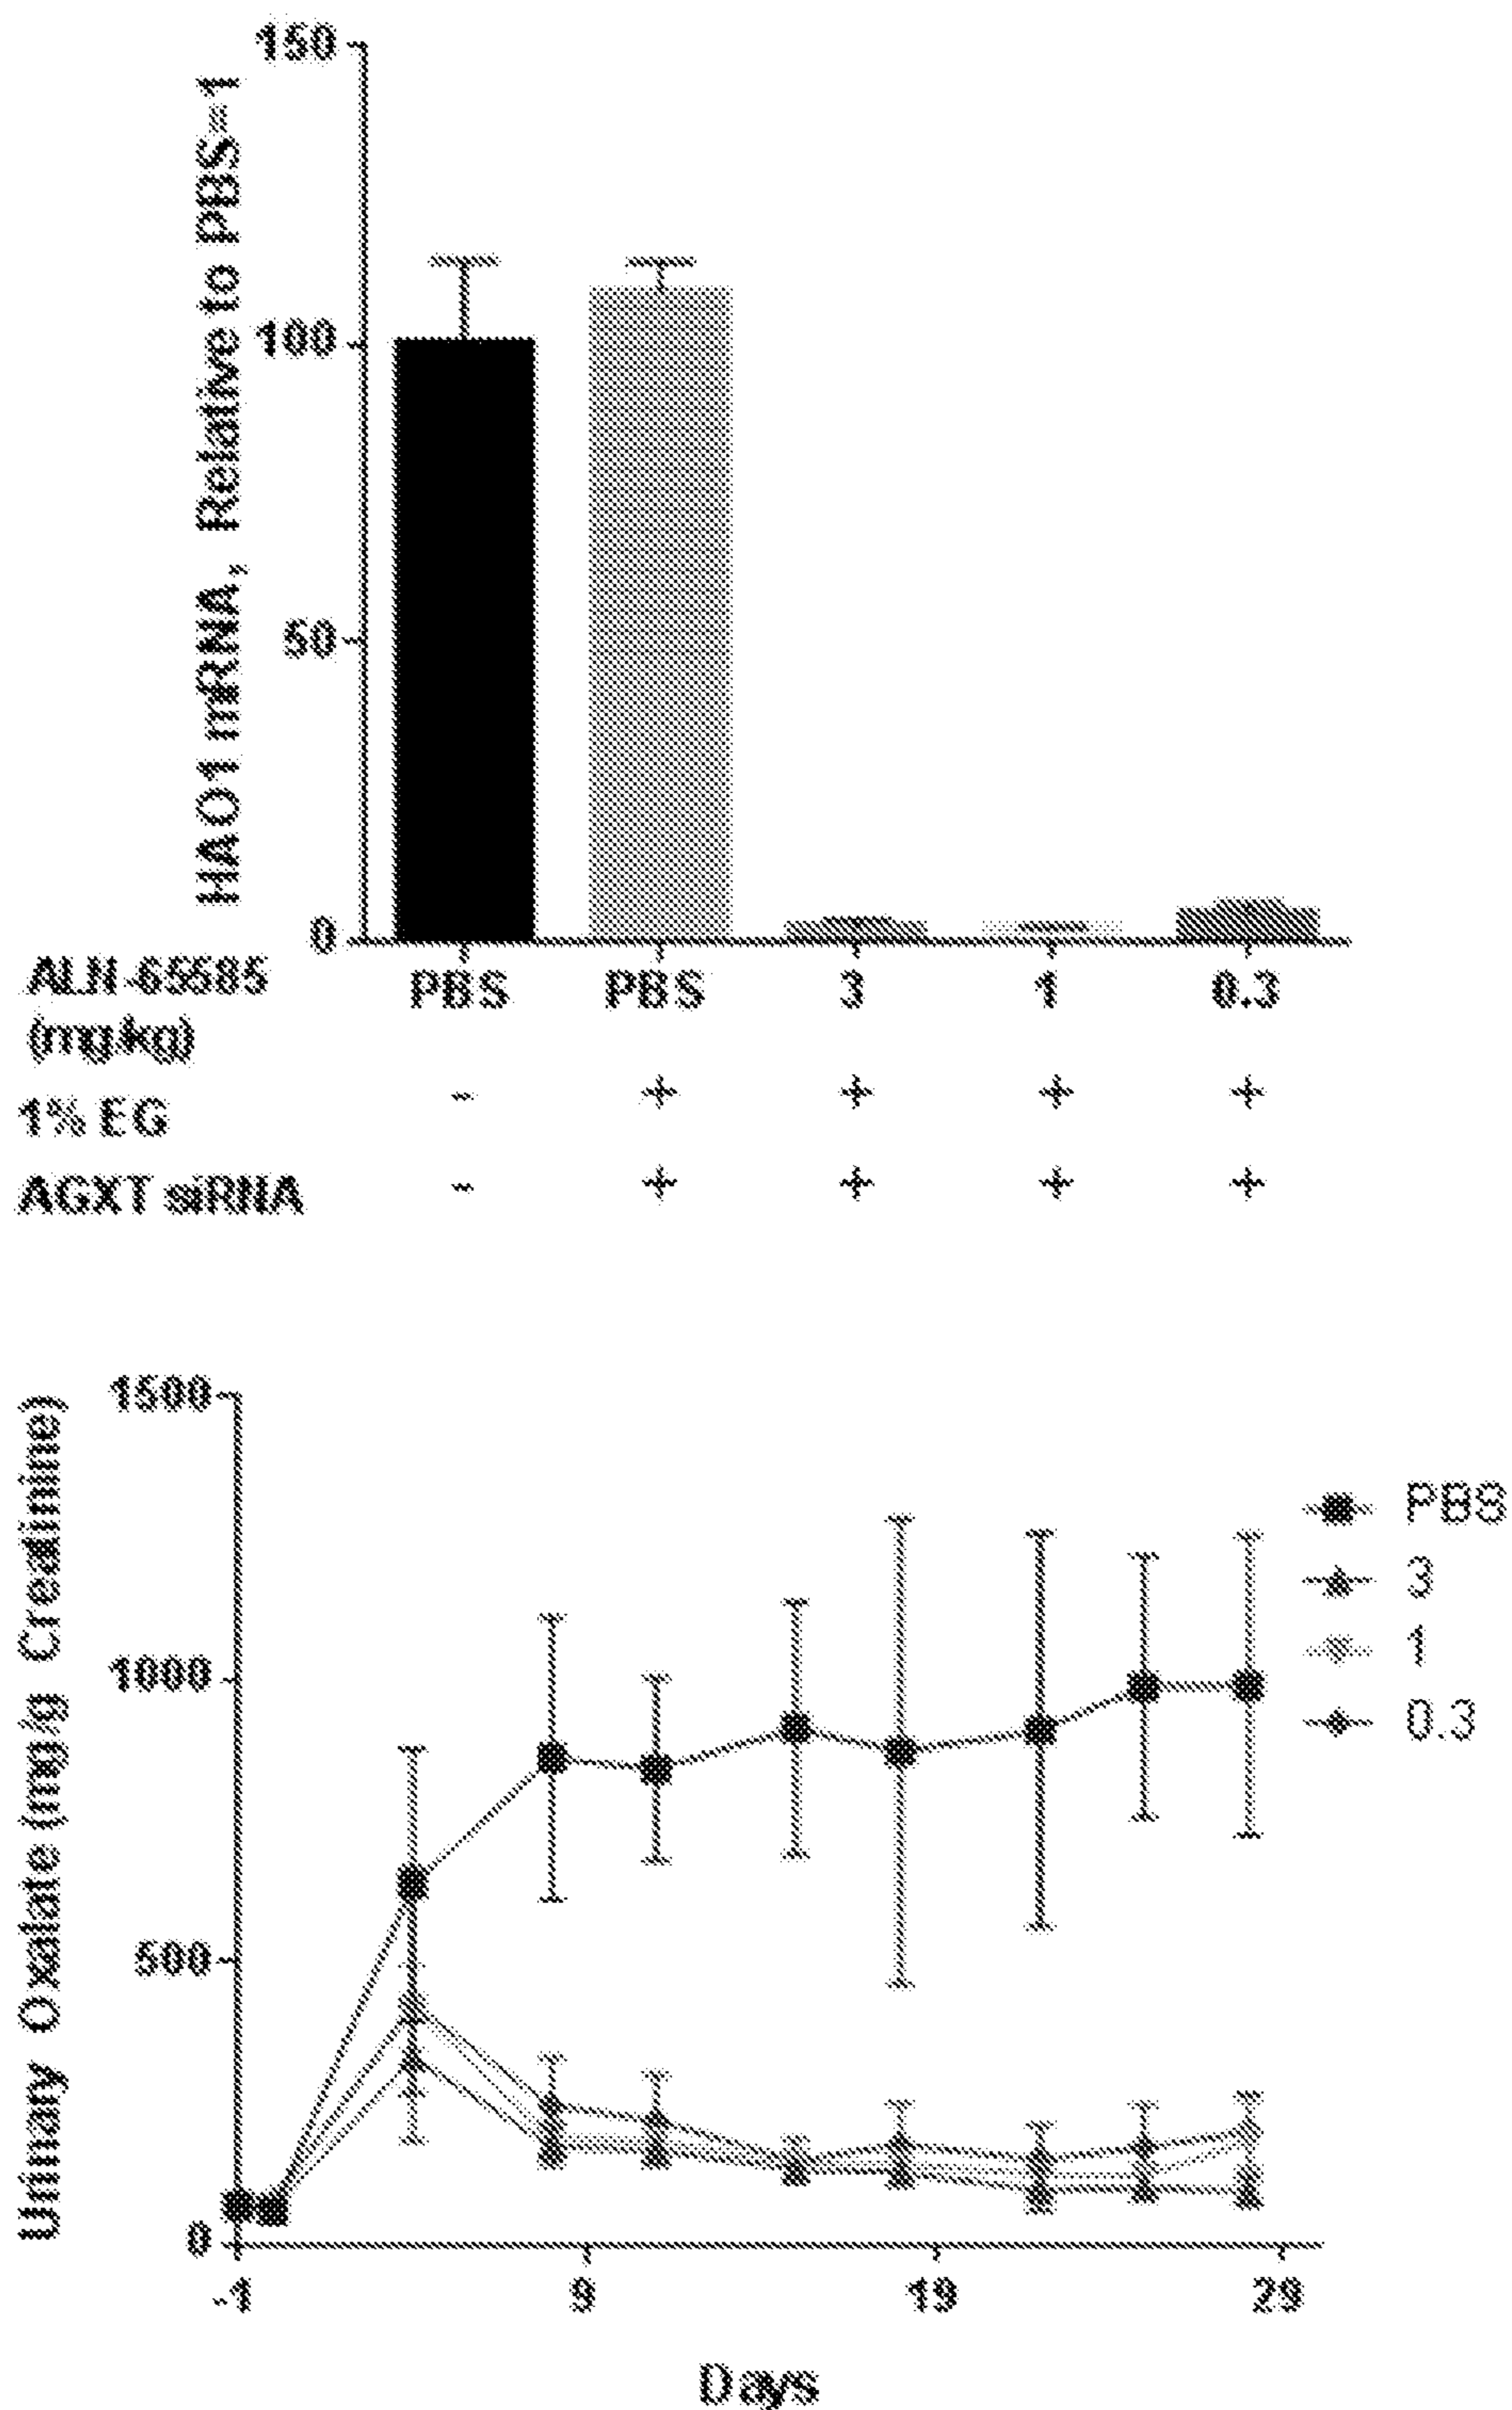 150
HAO1 mRNA, Relative to PBS=1
100
50
0
ALN-65585 PBS PBS 3 1 0.3
(mg/kg)
1% EG - + + + +
AGXT siRNA - + + + +
1500
Urinary Oxalate (mg/g Creatinine)
1000
500
0
PBS
3
1
0.3
-1 9 19 29
Days